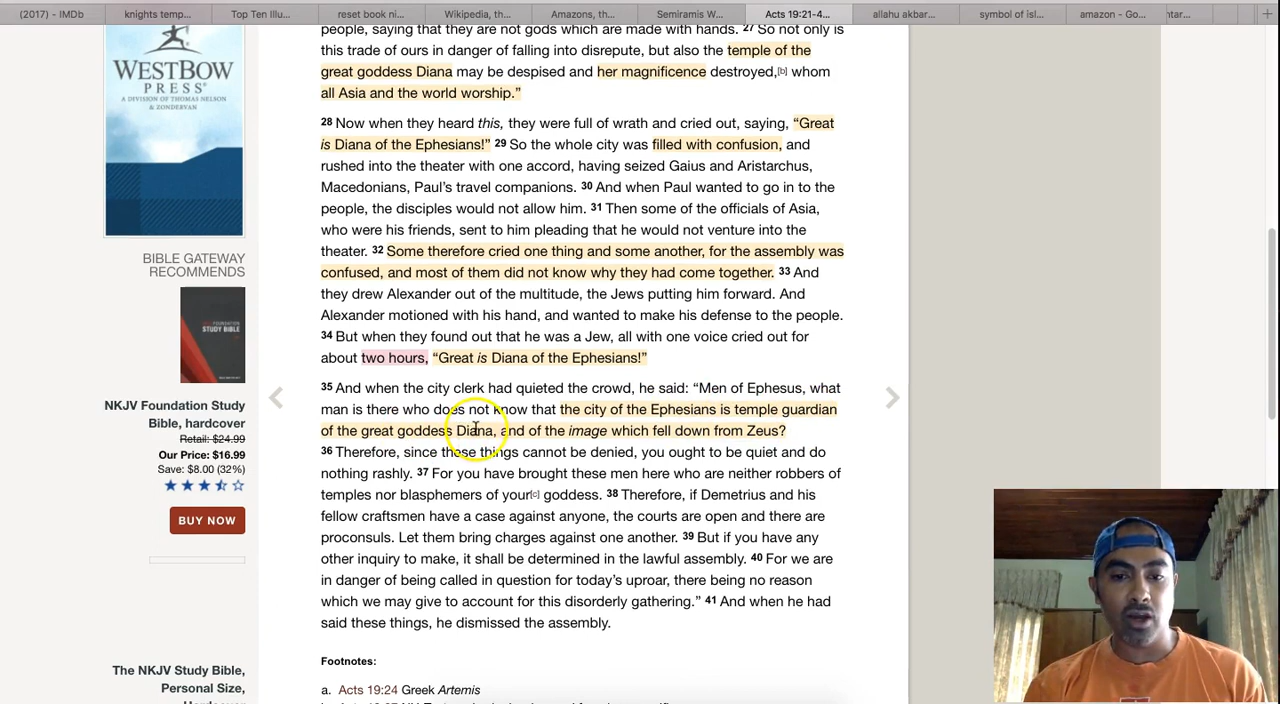 (2017) - IMDb
knights temp...
Top Ten Illu...
reset book ni...
Wikipedia, th...
Amazons, th...
Semiramis W...
Acts 19:21-4...
allahu akbar...
symbol of isl...
amazon - Go...
ntar...
people, saying that they are not gods which are made with hands. 27 So not only is
this trade of ours in danger of falling into disrepute, but also the temple of the
great goddess Diana may be despised and her magnificence destroyed,[b] whom
all Asia and the world worship.”
28 Now when they heard this, they were full of wrath and cried out, saying, “Great
is Diana of the Ephesians!” 29 So the whole city was filled with confusion, and
rushed into the theater with one accord, having seized Gaius and Aristarchus,
Macedonians, Paul’s travel companions. 30 And when Paul wanted to go in to the
people, the disciples would not allow him. 31 Then some of the officials of Asia,
who were his friends, sent to him pleading that he would not venture into the
theater. 32 Some therefore cried one thing and some another, for the assembly was
confused, and most of them did not know why they had come together. 33 And
they drew Alexander out of the multitude, the Jews putting him forward. And
Alexander motioned with his hand, and wanted to make his defense to the people.
34 But when they found out that he was a Jew, all with one voice cried out for
about two hours, “Great is Diana of the Ephesians!”
35 And when the city clerk had quieted the crowd, he said: “Men of Ephesus, what
man is there who does not know that the city of the Ephesians is temple guardian
of the great goddess Diana, and of the image which fell down from Zeus?
36 Therefore, since these things cannot be denied, you ought to be quiet and do
nothing rashly. 37 For you have brought these men here who are neither robbers of
temples nor blasphemers of your[c] goddess. 38 Therefore, if Demetrius and his
fellow craftsmen have a case against anyone, the courts are open and there are
proconsuls. Let them bring charges against one another. 39 But if you have any
other inquiry to make, it shall be determined in the lawful assembly. 40 For we are
in danger of being called in question for today’s uproar, there being no reason
which we may give to account for this disorderly gathering.” 41 And when he had
said these things, he dismissed the assembly.
Footnotes:
a. Acts 19:24 Greek Artemis
WESTBOW
PRESS®
A DIVISION OF THOMAS NELSON
& ZONDERVAN
BIBLE GATEWAY
RECOMMENDS
STUDY BIBLE
NKJV Foundation Study
Bible, hardcover
Retail: $24.99
Our Price: $16.99
Save: $8.00 (32%)
BUY NOW
The NKJV Study Bible,
Personal Size,